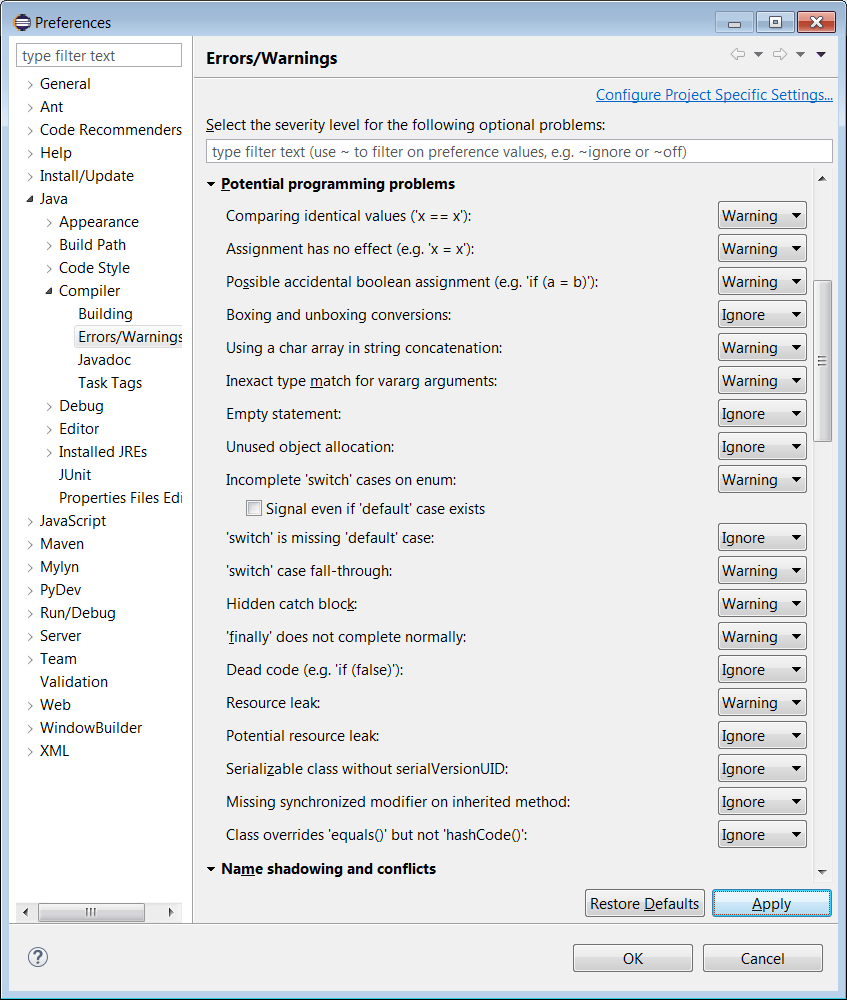 Preferences
type filter text
General
Ant
Code Recommenders
Help
Install/Update
Java
Appearance
Build Path
Code Style
Compiler
Building
Errors/Warnings
Javadoc
Task Tags
Debug
Editor
Installed JREs
JUnit
Properties Files Edi
JavaScript
Maven
Mylyn
PyDev
Run/Debug
Server
Team
Validation
Web
WindowBuilder
XML
Errors/Warnings
Configure Project Specific Settings...
Select the severity level for the following optional problems:
type filter text (use ~ to filter on preference values, e.g. ~ignore or ~off)
Potential programming problems
Comparing identical values ('x == x'): Warning
Assignment has no effect (e.g. 'x = x'): Warning
Possible accidental boolean assignment (e.g. 'if (a = b)'): Warning
Boxing and unboxing conversions: Ignore
Using a char array in string concatenation: Warning
Inexact type match for vararg arguments: Warning
Empty statement: Ignore
Unused object allocation: Ignore
Incomplete 'switch' cases on enum: Warning
Signal even if 'default' case exists
'switch' is missing 'default' case: Ignore
'switch' case fall-through: Warning
Hidden catch block: Warning
'finally' does not complete normally: Warning
Dead code (e.g. 'if (false)'): Ignore
Resource leak: Warning
Potential resource leak: Ignore
Serializable class without serialVersionUID: Ignore
Missing synchronized modifier on inherited method: Ignore
Class overrides 'equals()' but not 'hashCode()': Ignore
Name shadowing and conflicts
Restore Defaults Apply
? OK Cancel